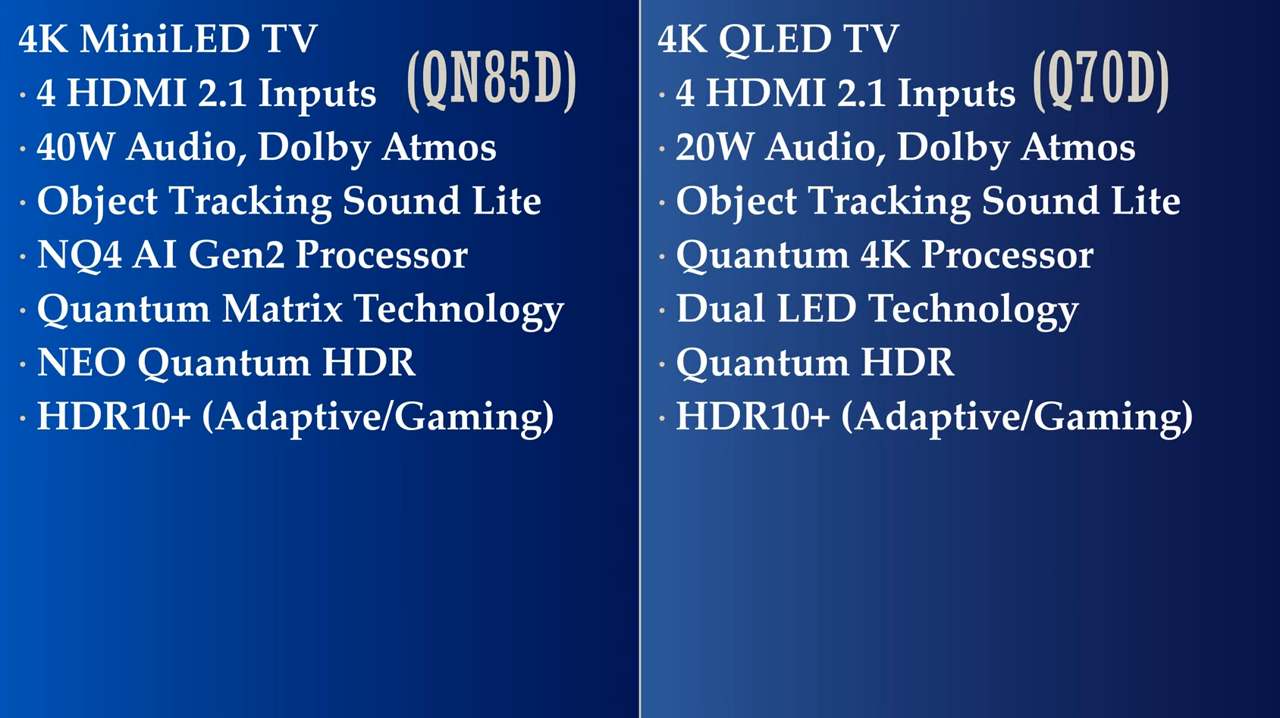 4K MiniLED TV
(QN85D)
· 4 HDMI 2.1 Inputs
· 40W Audio, Dolby Atmos
· Object Tracking Sound Lite
· NQ4 AI Gen2 Processor
· Quantum Matrix Technology
· NEO Quantum HDR
· HDR10+ (Adaptive/Gaming)
4K QLED TV
(Q70D)
· 4 HDMI 2.1 Inputs
· 20W Audio, Dolby Atmos
· Object Tracking Sound Lite
· Quantum 4K Processor
· Dual LED Technology
· Quantum HDR
· HDR10+ (Adaptive/Gaming)